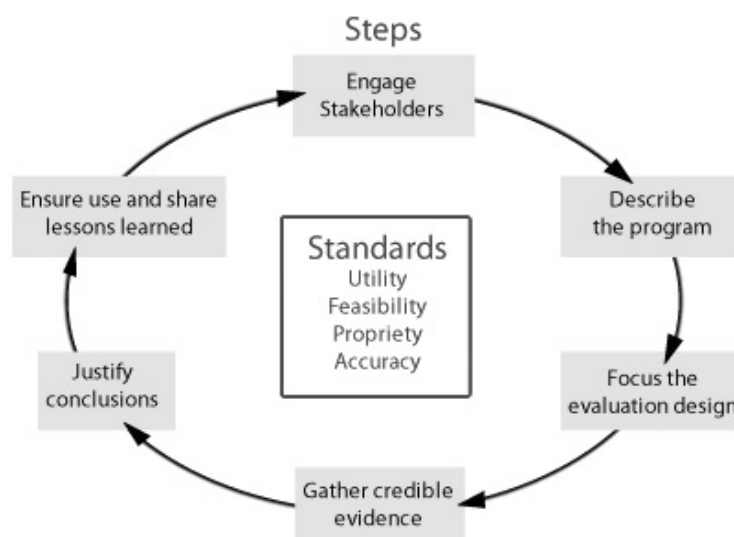 Steps
Engage
Stakeholders
Describe
the program
Focus the
evaluation design
Gather credible
evidence
Justify
conclusions
Ensure use and share
lessons learned
Standards
Utility
Feasibility
Propriety
Accuracy